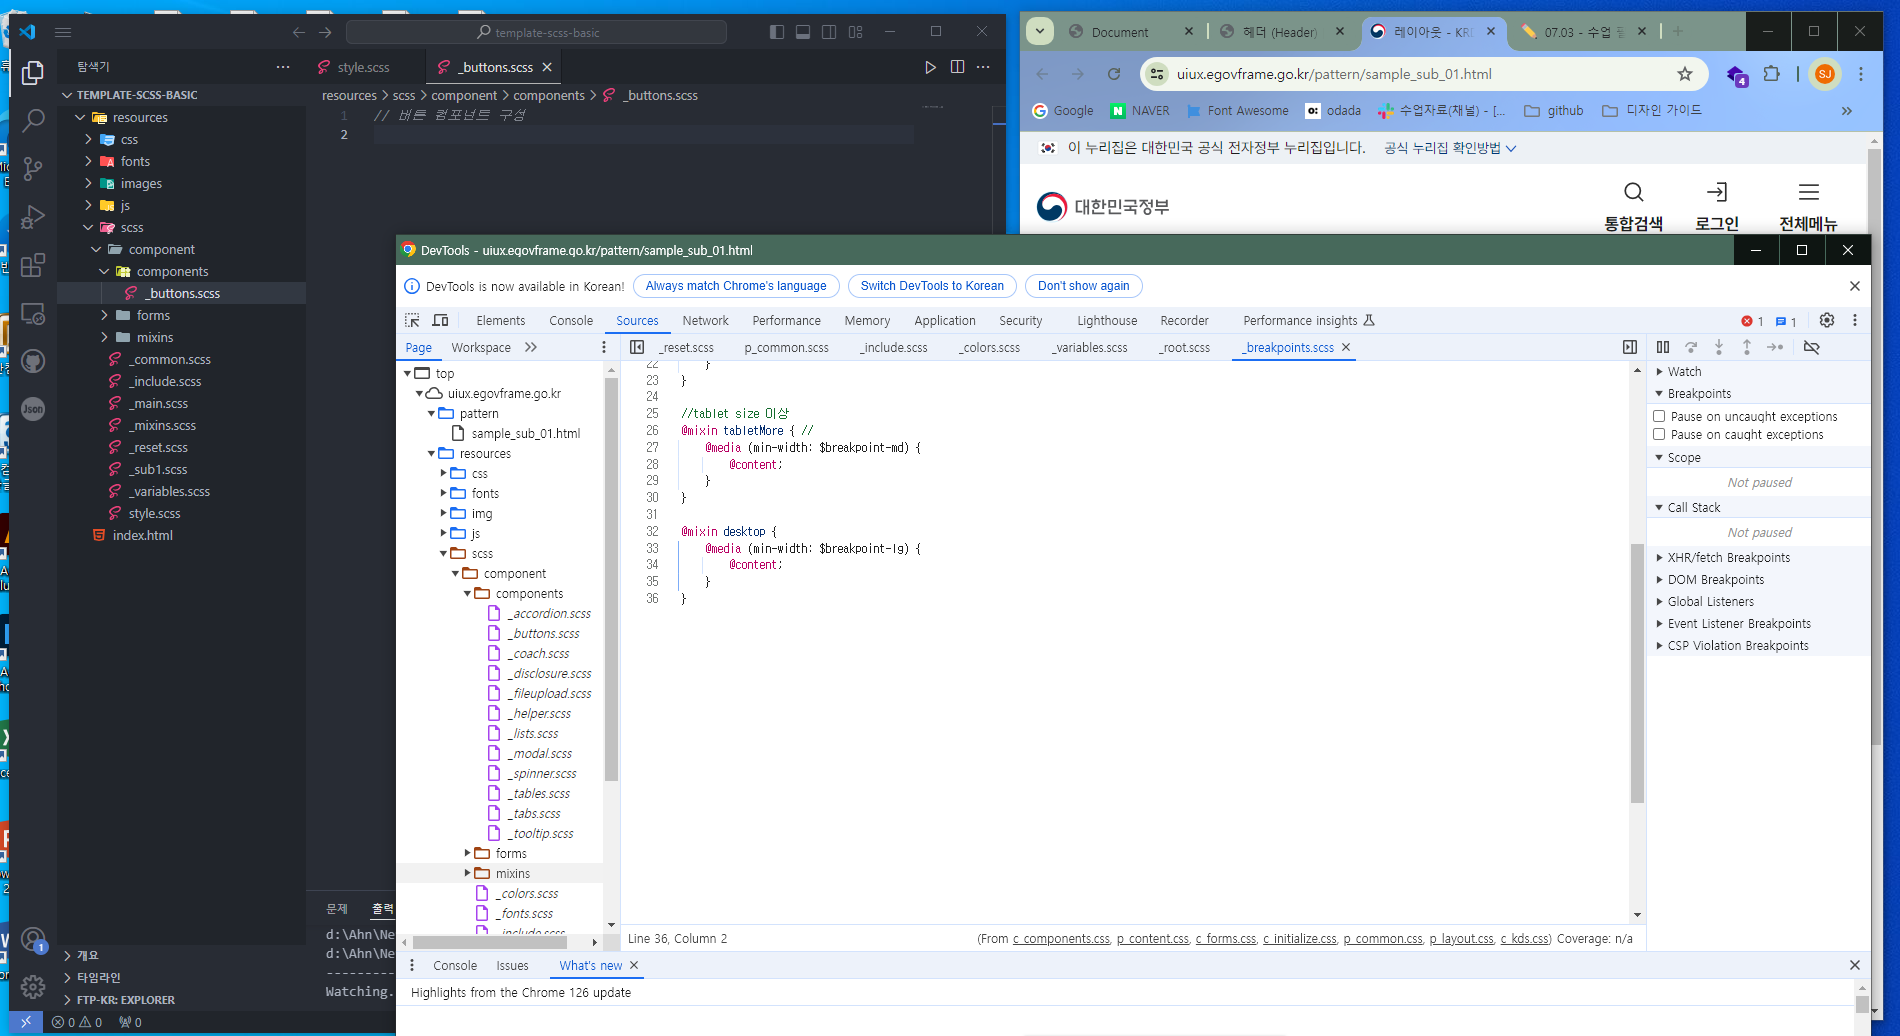 template-scss-basic
탐색기
style.scss
_buttons.scss
TEMPLATE-SCSS-BASIC
resources > scss > component > components > _buttons.scss
resources
css
fonts
images
js
scss
component
components
_buttons.scss
forms
mixins
_common.scss
_include.scss
_main.scss
_mixins.scss
_reset.scss
_sub1.scss
_variables.scss
style.scss
index.html
1 // 버튼 컴포넌트 구성
2
개요
타임라인
FTP-KR: EXPLORER
문제
출력
d:\Ahn\Ne
d:\Ahn\Ne
----------
Watching.
0 0 0
Json
1
Document
헤더 (Header)
레이아웃 - KRD
07.03 - 수업
uiux.egovframe.go.kr/pattern/sample_sub_01.html
4
SJ
Google
NAVER
Font Awesome
odada
수업자료(채널) - [...
github
디자인 가이드
이 누리집은 대한민국 공식 전자정부 누리집입니다.
공식 누리집 확인방법
대한민국정부
통합검색
로그인
전체메뉴
DevTools - uiux.egovframe.go.kr/pattern/sample_sub_01.html
DevTools is now available in Korean!
Always match Chrome's language
Switch DevTools to Korean
Don't show again
Elements
Console
Sources
Network
Performance
Memory
Application
Security
Lighthouse
Recorder
Performance insights
1
1
Page
Workspace
_reset.scss
p_common.scss
_include.scss
_colors.scss
_variables.scss
_root.scss
_breakpoints.scss
top
uiux.egovframe.go.kr
pattern
sample_sub_01.html
resources
css
fonts
img
js
scss
component
components
_accordion.scss
_buttons.scss
_coach.scss
_disclosure.scss
_fileupload.scss
_helper.scss
_lists.scss
_modal.scss
_spinner.scss
_tables.scss
_tabs.scss
_tooltip.scss
forms
mixins
_colors.scss
_fonts.scss
_include.scss
22 }
23 }
24
25 //tablet size 이상
26 @mixin tabletMore { //
27 @media (min-width: $breakpoint-md) {
28 @content;
29 }
30 }
31
32 @mixin desktop {
33 @media (min-width: $breakpoint-lg) {
34 @content;
35 }
36 }
Watch
Breakpoints
Pause on uncaught exceptions
Pause on caught exceptions
Scope
Not paused
Call Stack
Not paused
XHR/fetch Breakpoints
DOM Breakpoints
Global Listeners
Event Listener Breakpoints
CSP Violation Breakpoints
Line 36, Column 2
(From c_components.css, p_content.css, c_forms.css, c_initialize.css, p_common.css, p_layout.css, c_kds.css) Coverage: n/a
Console
Issues
What's new
Highlights from the Chrome 126 update